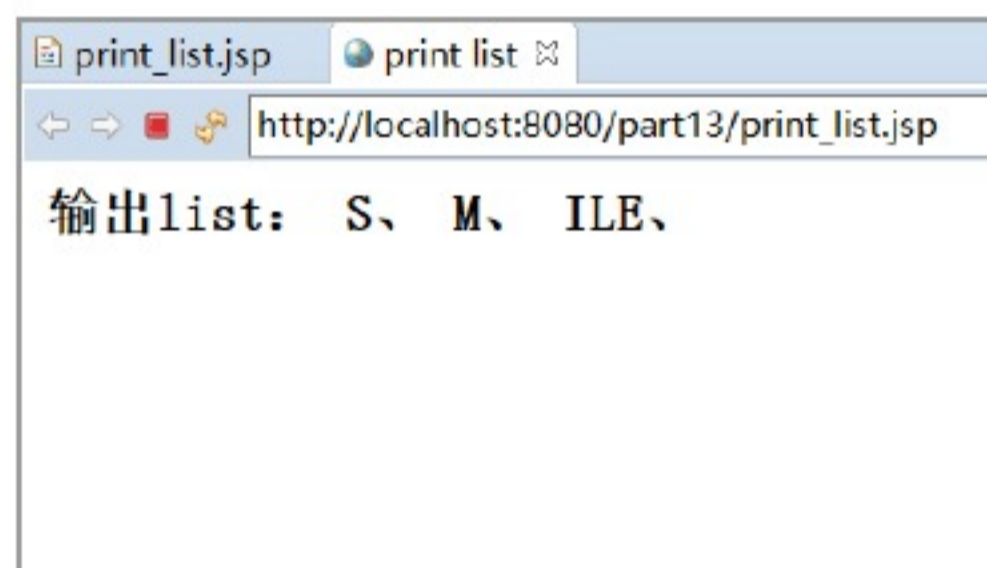 print_list.jsp print list
http://localhost:8080/part13/print_list.jsp
输出list： S、 M、 ILE、